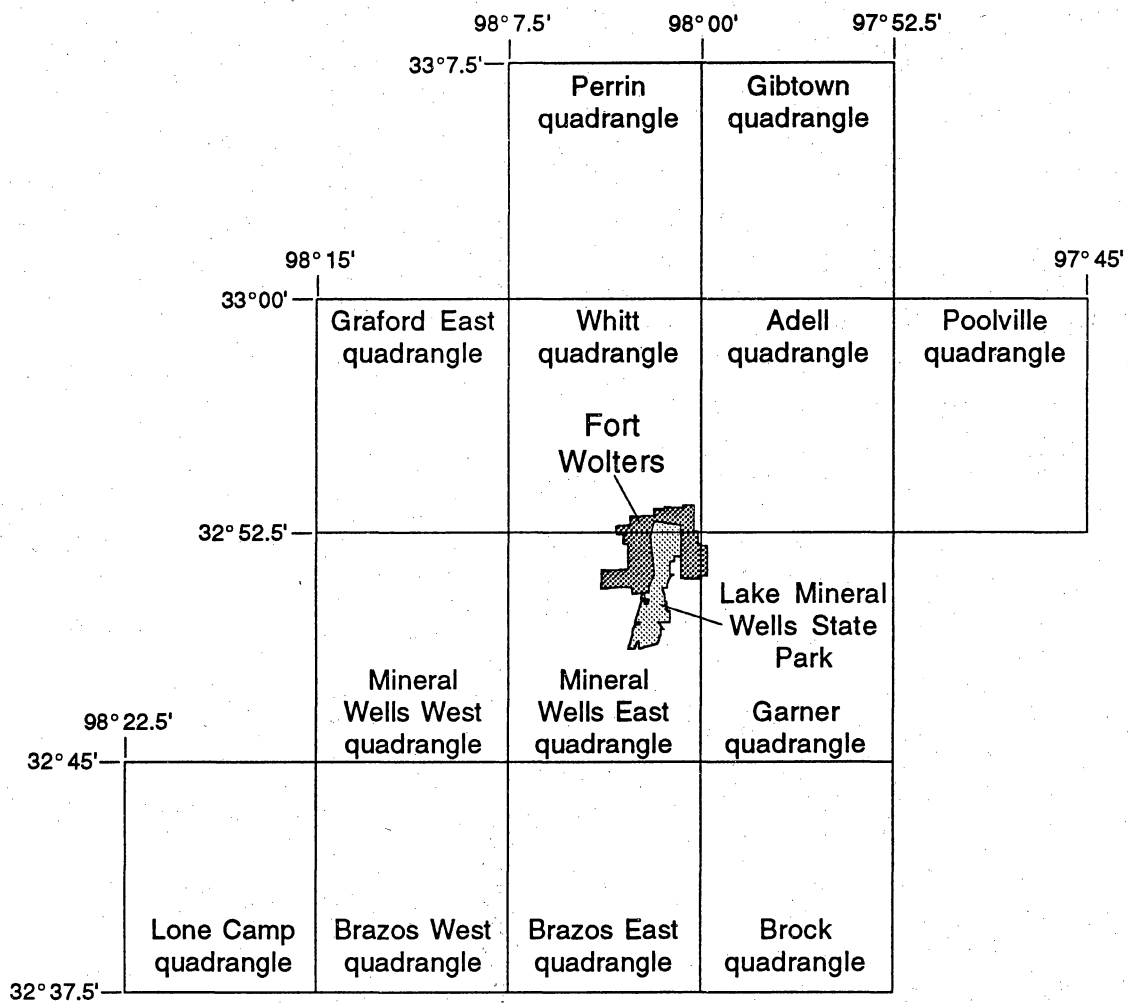 98°7.5'
98°00'
97°52.5'
33°7.5'
Perrin
quadrangle
Gibtown
quadrangle
98°15'
97°45'
33°00'
Graford East
quadrangle
Whitt
quadrangle
Adell
quadrangle
Poolville
quadrangle
Fort
Wolters
32°52.5'
Lake Mineral
Wells State
Park
Mineral
Wells West
quadrangle
Mineral
Wells East
quadrangle
Garner
quadrangle
98°22.5'
32°45'
Lone Camp
quadrangle
Brazos West
quadrangle
Brazos East
quadrangle
Brock
quadrangle
32°37.5'